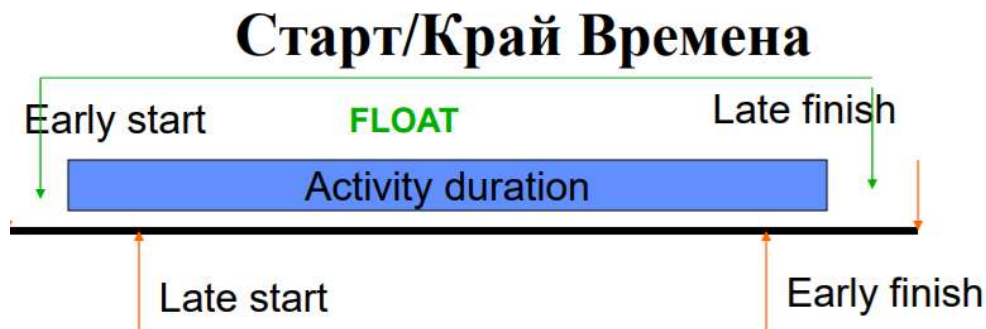 Старт/Край Времена
Early start
FLOAT
Late finish
Activity duration
Late start
Early finish